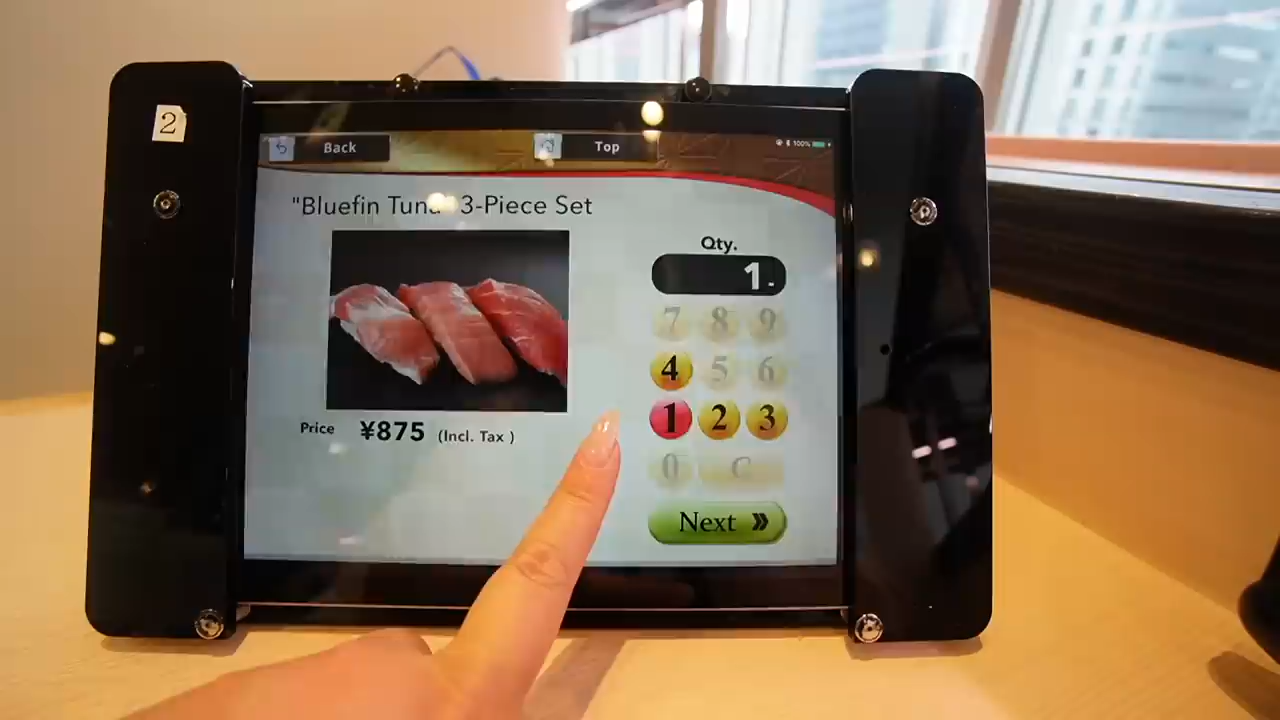 2
Back
Top
100%
"Bluefin Tuna" 3-Piece Set
Qty.
1
7 8 9
4 5 6
1 2 3
0 C
Price ¥875 (Incl. Tax )
Next »